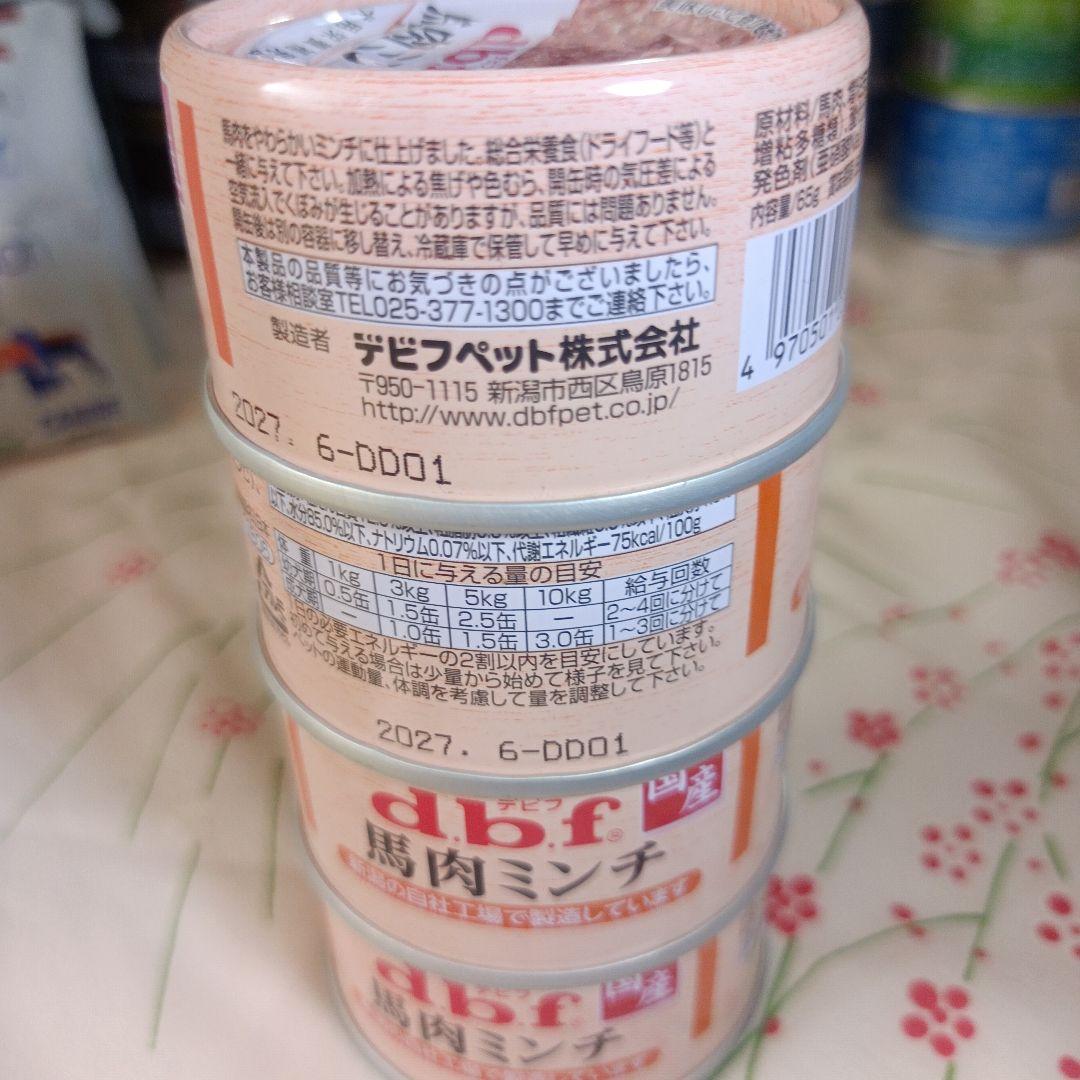 馬肉をやわらかいミンチに仕上げました。総合栄養食(ドライフード等)と
一緒に与えて下さい。加熱による焦げや色むら、開缶時の気圧差による
空気流入でくぼみが生じることがありますが、品質には問題ありません。
開缶後は別の容器に移し替え、冷蔵庫で保管して早めに与えて下さい。
本製品の品質等にお気づきの点がございましたら、
お客様相談室TEL025-377-1300までご連絡下さい。
製造者 デビフペット株式会社
〒950-1115 新潟市西区鳥原1815
http://www.dbfpet.co.jp/
2027. 6-DD01
原材料/馬肉、
増粘多糖類、
発色剤(亜硝酸
内容量/65g
4 97050
以下、水分85.0%以下、ナトリウム0.07%以下、代謝エネルギー75kcal/100g
1日に与える量の目安
体重 1kg 3kg 5kg 10kg 給与回数
幼犬期 0.5缶 1.5缶 2.5缶 — 2〜4回に分けて
成犬期 — 1.0缶 1.5缶 3.0缶 1〜3回に分けて
1日の必要エネルギーの2割以内を目安にしています。
初めて与える場合は少量から始めて様子を見て下さい。
ペットの運動量、体調を考慮して量を調整して下さい。
2027. 6-DD01
デビフ
d.b.f®
国産
馬肉ミンチ
新潟の自社工場で製造しています
デビフ
d.b.f
国産
馬肉ミンチ